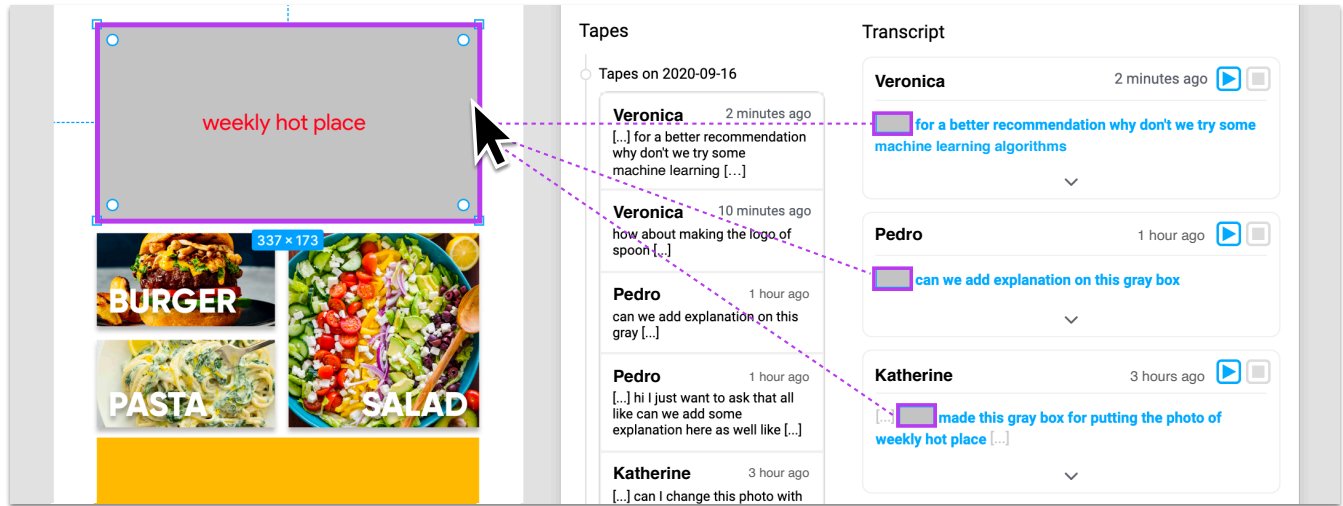 weekly hot place
337 × 173
BURGER
PASTA
SALAD
Tapes
Tapes on 2020-09-16
Veronica 2 minutes ago
[...] for a better recommendation
why don't we try some
machine learning [...]
Veronica 10 minutes ago
how about making the logo of
spoon [...]
Pedro 1 hour ago
can we add explanation on this
gray [...]
Pedro 1 hour ago
[...] hi I just want to ask that all
like can we add some
explanation here as well like [...]
Katherine 3 hour ago
[...] can I change this photo with
Transcript
Veronica 2 minutes ago
for a better recommendation why don't we try some
machine learning algorithms
Pedro 1 hour ago
can we add explanation on this gray box
Katherine 3 hours ago
[...] made this gray box for putting the photo of
weekly hot place [...]